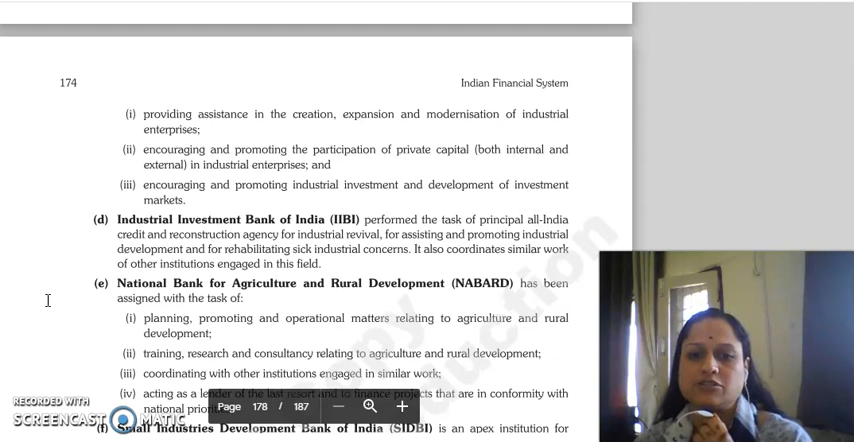 174
Indian Financial System
(i) providing assistance in the creation, expansion and modernisation of industrial
enterprises;
(ii) encouraging and promoting the participation of private capital (both internal and
external) in industrial enterprises; and
(iii) encouraging and promoting industrial investment and development of investment
markets.
(d) Industrial Investment Bank of India (IIBI) performed the task of principal all-India
credit and reconstruction agency for industrial revival, for assisting and promoting industrial
development and for rehabilitating sick industrial concerns. It also coordinates similar work
of other institutions engaged in this field.
(e) National Bank for Agriculture and Rural Development (NABARD) has been
assigned with the task of:
(i) planning, promoting and operational matters relating to agriculture and rural
development;
(ii) training, research and consultancy relating to agriculture and rural development;
(iii) coordinating with other institutions engaged in similar work;
(iv) acting as a lender of the last resort and to finance projects that are in conformity with
national
Page 178 / 187
(f) Small Industries Development Bank of India (SIDBI) is an apex institution for
RECORDED WITH
SCREENCAST MATIC